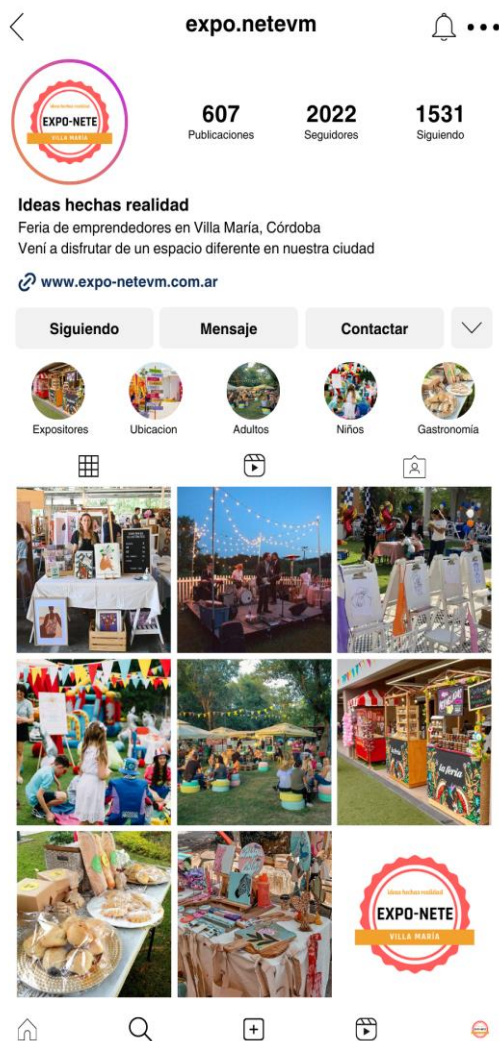 expo.netevm
ideas hechas realidad
EXPO-NETE
VILLA MARÍA
607
2022
1531
Publicaciones
Seguidores
Siguiendo
Ideas hechas realidad
Feria de emprendedores en Villa María, Córdoba
Vení a disfrutar de un espacio diferente en nuestra ciudad
www.expo-netevm.com.ar
Siguiendo
Mensaje
Contactar
Expositores
Ubicacion
Adultos
Niños
Gastronomía
la feria
ideas hechas realidad
EXPO-NETE
VILLA MARÍA